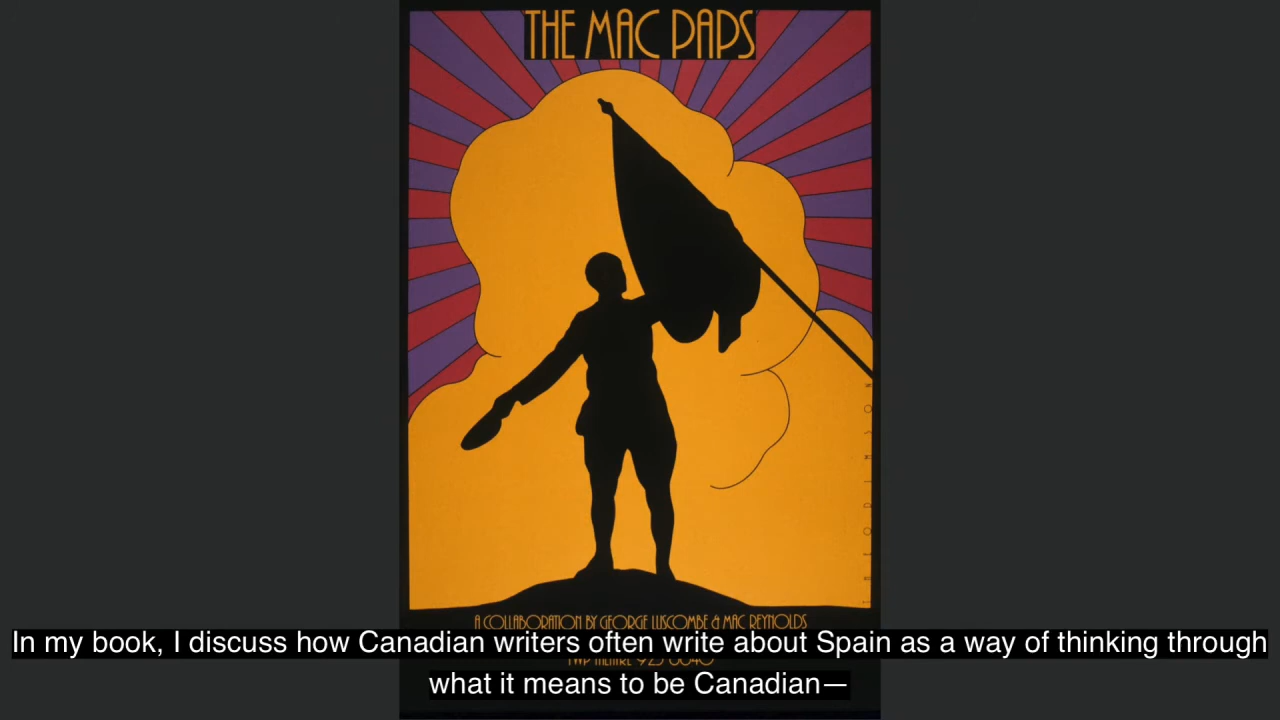 THE MAC PAPS
A COLLABORATION BY GEORGE LUSCOMBE & MAC REYNOLDS
In my book, I discuss how Canadian writers often write about Spain as a way of thinking through
what it means to be Canadian—